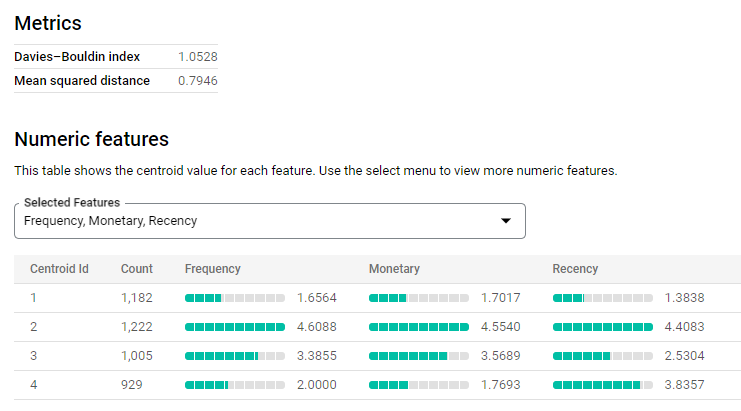 Metrics
Davies–Bouldin index 1.0528
Mean squared distance 0.7946
Numeric features
This table shows the centroid value for each feature. Use the select menu to view more numeric features.
Selected Features
Frequency, Monetary, Recency
Centroid Id Count Frequency Monetary Recency
1 1,182 1.6564 1.7017 1.3838
2 1,222 4.6088 4.5540 4.4083
3 1,005 3.3855 3.5689 2.5304
4 929 2.0000 1.7693 3.8357